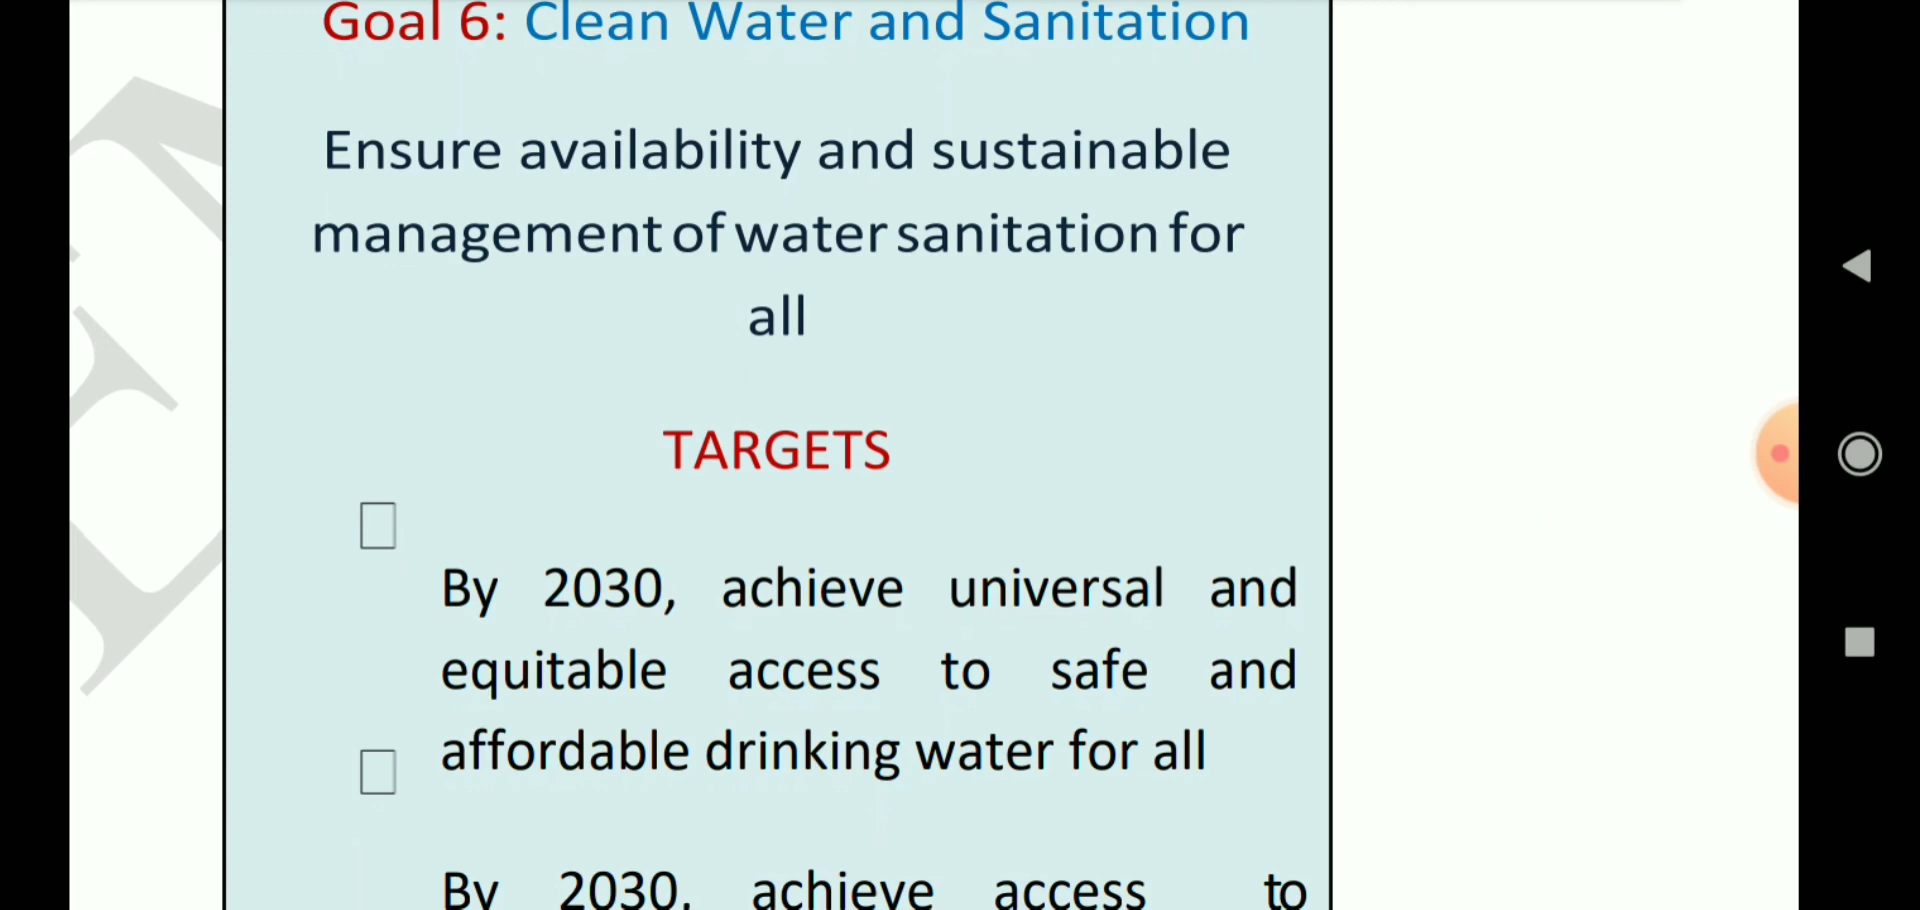 Goal 6: Clean Water and Sanitation
Ensure availability and sustainable
management of water sanitation for
all
TARGETS
By 2030, achieve universal and
equitable access to safe and
affordable drinking water for all
By 2030, achieve access to